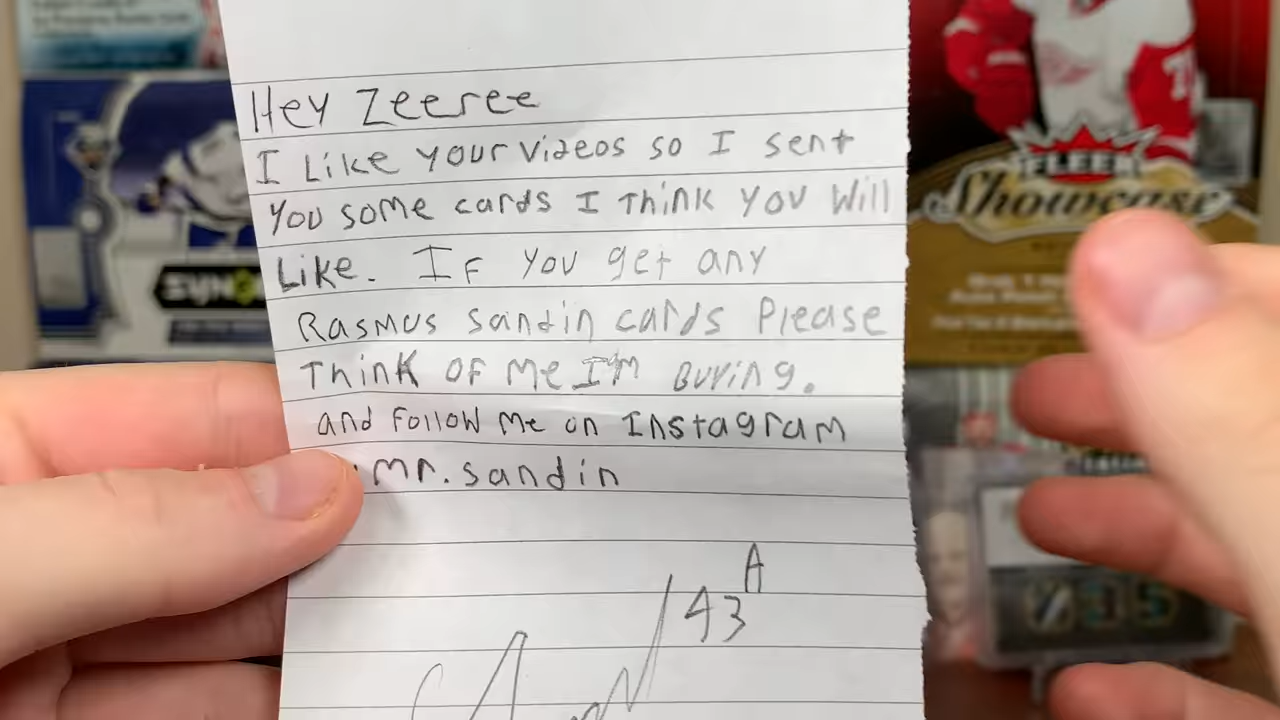 Hey Zeeree
I Like Your Videos so I sent
You some cards I Think You Will
Like. If You get any
Rasmus sandin cards Please
Think of Me I'm Buying.
and Follow Me on Instagram
mr.sandin
43
A
FLEER
Showcase